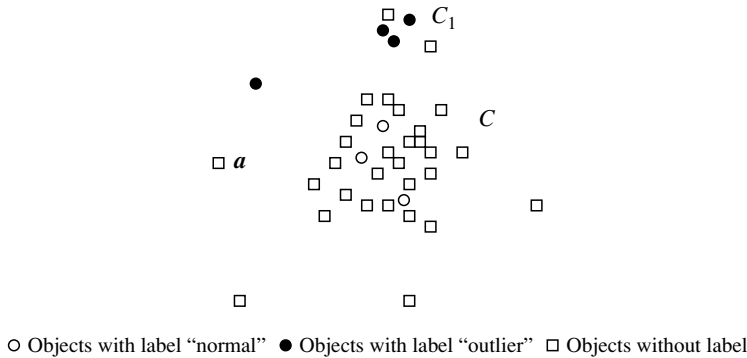 C1
C
a
Objects with label “normal” Objects with label “outlier” Objects without label